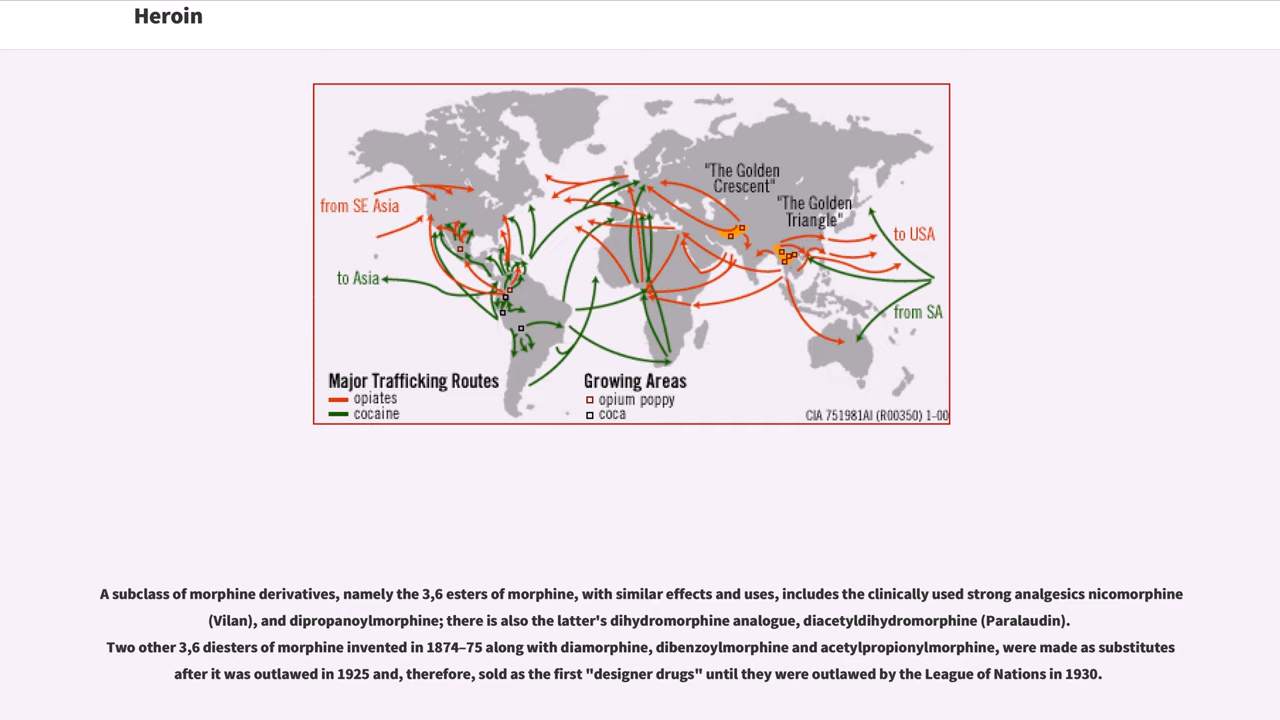 Heroin
"The Golden
Crescent"
"The Golden
Triangle"
from SE Asia
to USA
to Asia
from SA
Major Trafficking Routes
opiates
cocaine
Growing Areas
opium poppy
coca
CIA 751981AI (R00350) 1-00
A subclass of morphine derivatives, namely the 3,6 esters of morphine, with similar effects and uses, includes the clinically used strong analgesics nicomorphine
(Vilan), and dipropanoylmorphine; there is also the latter's dihydromorphine analogue, diacetyldihydromorphine (Paralaudin).
Two other 3,6 diesters of morphine invented in 1874–75 along with diamorphine, dibenzoylmorphine and acetylpropionylmorphine, were made as substitutes
after it was outlawed in 1925 and, therefore, sold as the first "designer drugs" until they were outlawed by the League of Nations in 1930.